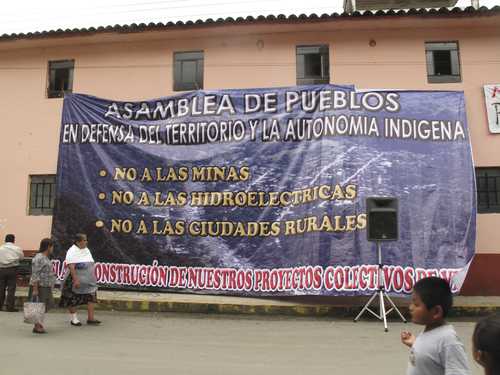 ASAMBLEA DE PUEBLOS
EN DEFENSA DEL TERRITORIO Y LA AUTONOMIA INDIGENA
• NO A LAS MINAS
• NO A LAS HIDROELECTRICAS
• NO A LAS CIUDADES RURALES
CONSTRUCIÓN DE NUESTROS PROYECTOS COLECTIVOS DE